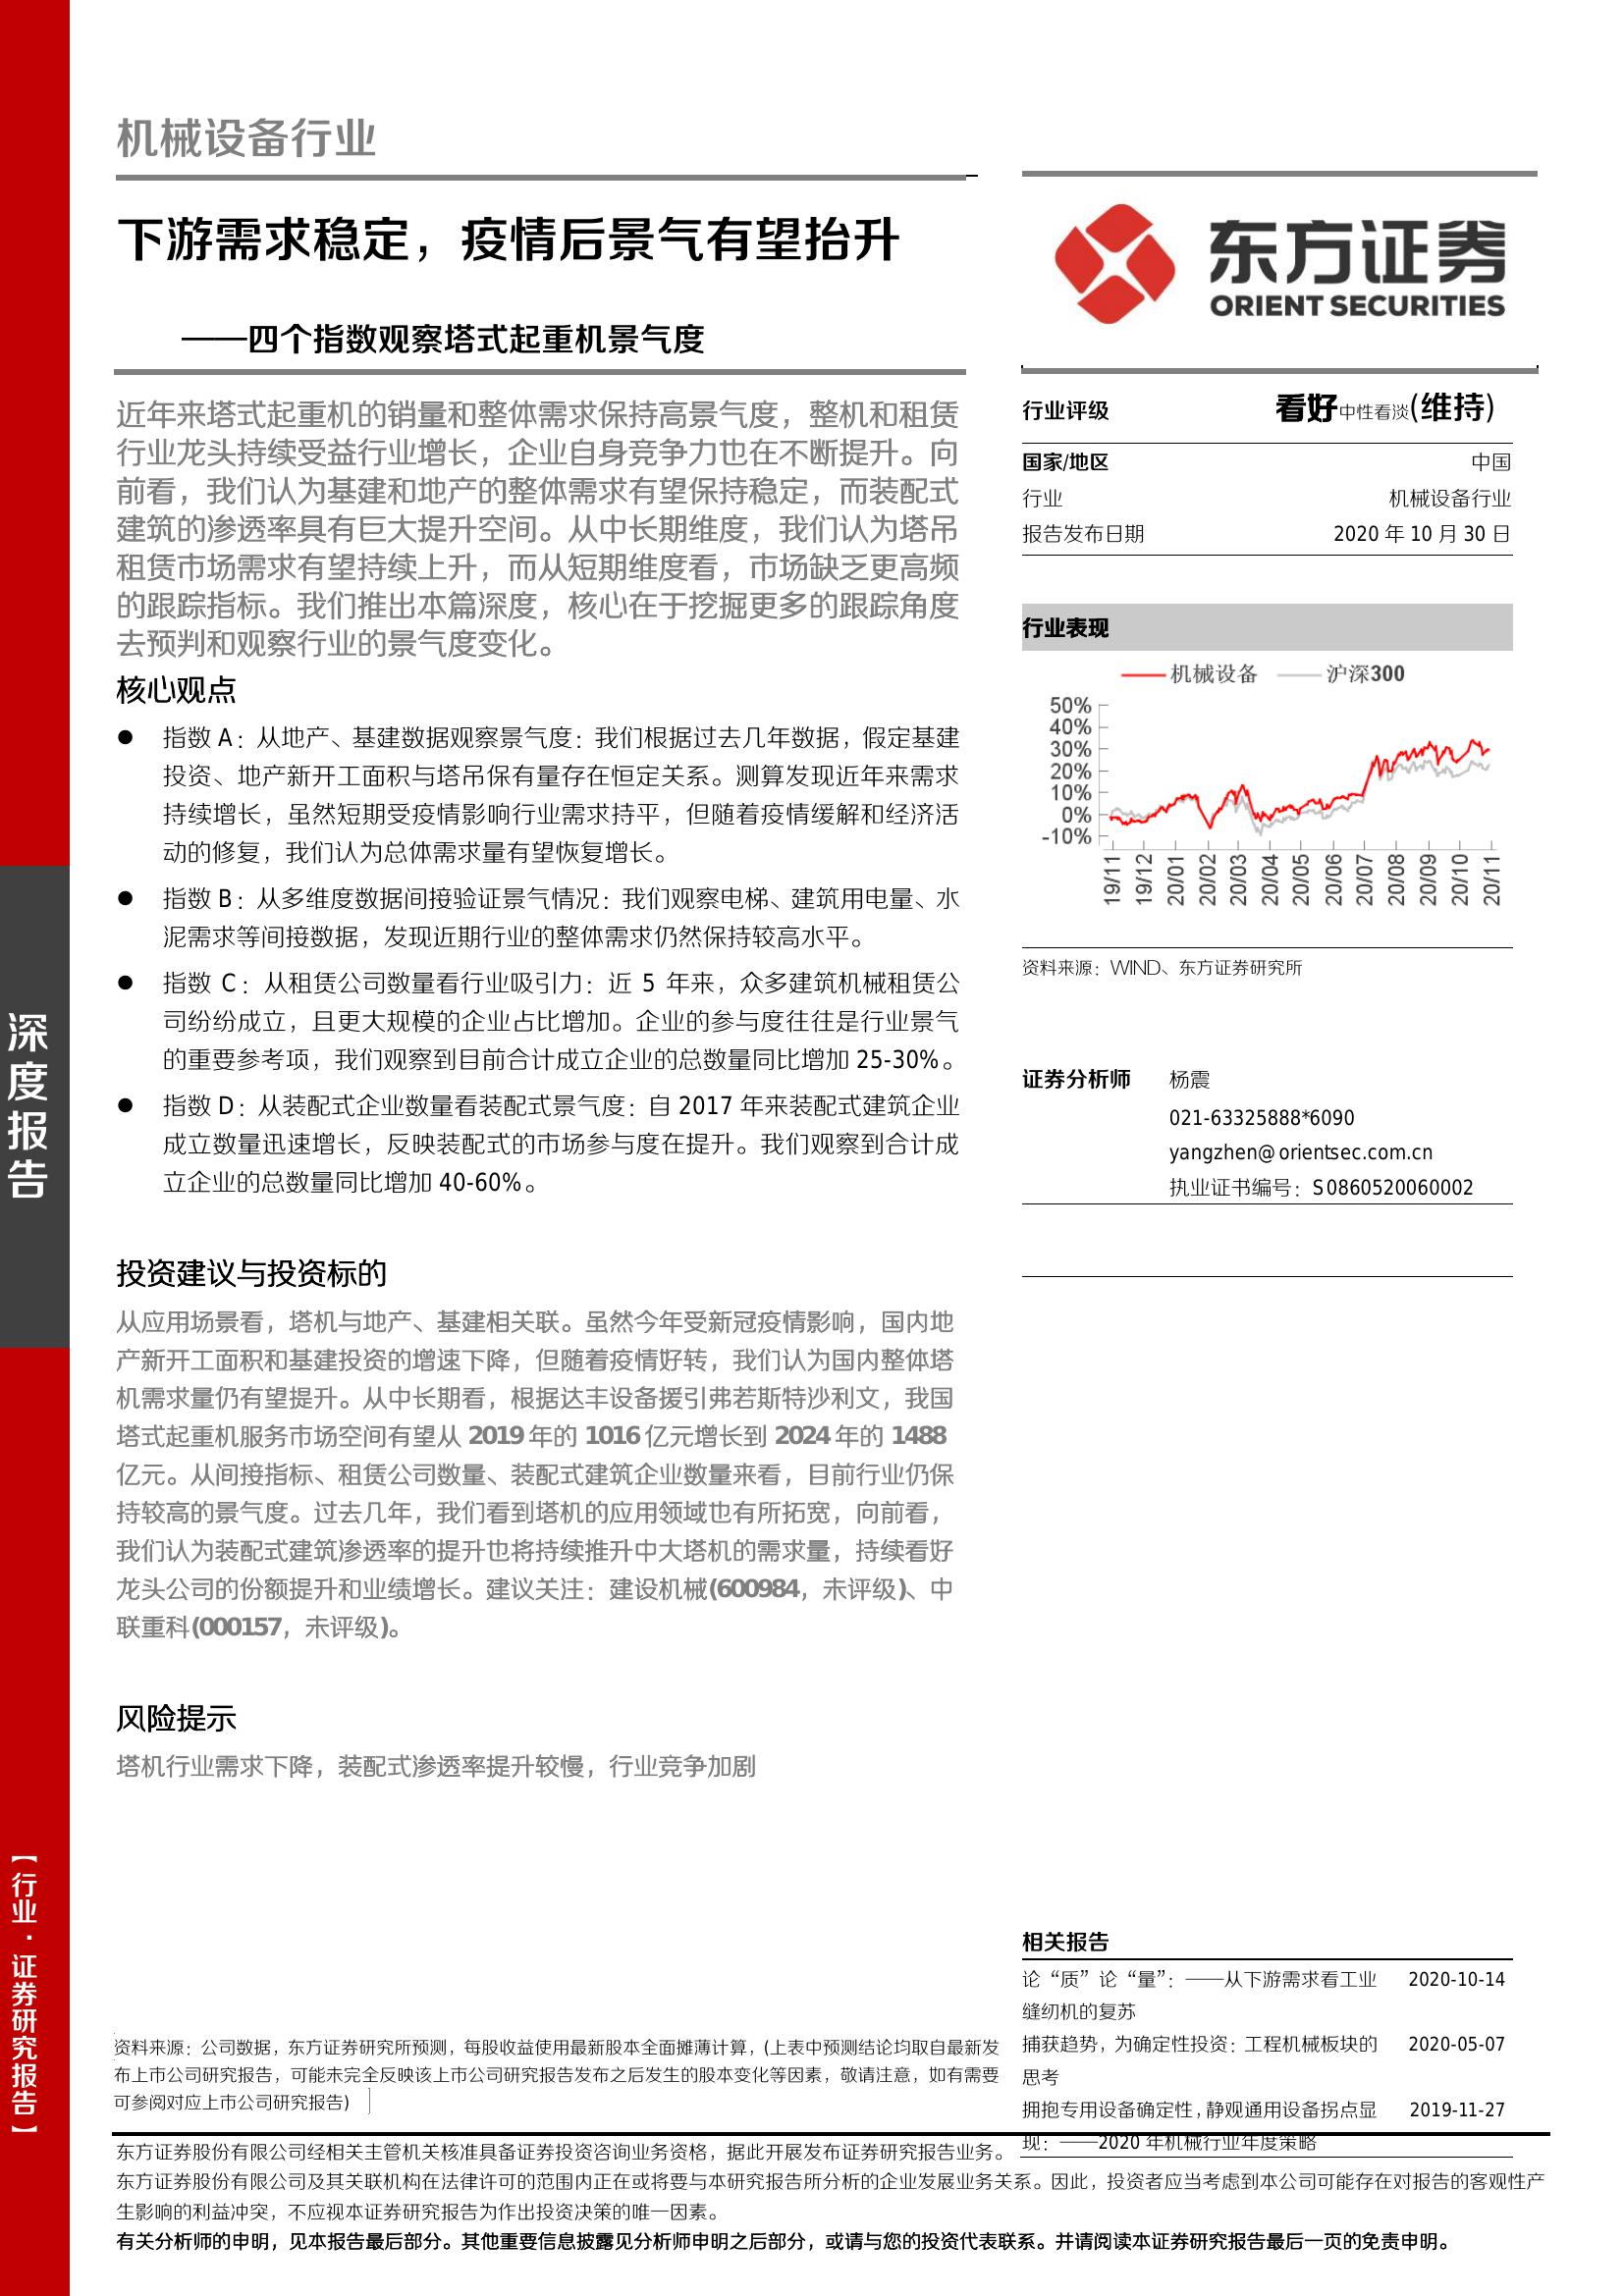 机械设备行业
下游需求稳定，疫情后景气有望抬升
——四个指数观察塔式起重机景气度
近年来塔式起重机的销量和整体需求保持高景气度，整机和租赁
行业龙头持续受益行业增长，企业自身竞争力也在不断提升。向
前看，我们认为基建和地产的整体需求有望保持稳定，而装配式
建筑的渗透率具有巨大提升空间。从中长期维度，我们认为塔吊
租赁市场需求有望持续上升，而从短期维度看，市场缺乏更高频
的跟踪指标。我们推出本篇深度，核心在于挖掘更多的跟踪角度
去预判和观察行业的景气度变化。
核心观点
● 指数 A：从地产、基建数据观察景气度：我们根据过去几年数据，假定基建
投资、地产新开工面积与塔吊保有量存在恒定关系。测算发现近年来需求
持续增长，虽然短期受疫情影响行业需求持平，但随着疫情缓解和经济活
动的修复，我们认为总体需求量有望恢复增长。
● 指数 B：从多维度数据间接验证景气情况：我们观察电梯、建筑用电量、水
泥需求等间接数据，发现近期行业的整体需求仍然保持较高水平。
● 指数 C：从租赁公司数量看行业吸引力：近 5 年来，众多建筑机械租赁公
司纷纷成立，且更大规模的企业占比增加。企业的参与度往往是行业景气
的重要参考项，我们观察到目前合计成立企业的总数量同比增加 25-30%。
● 指数 D：从装配式企业数量看装配式景气度：自 2017 年来装配式建筑企业
成立数量迅速增长，反映装配式的市场参与度在提升。我们观察到合计成
立企业的总数量同比增加 40-60%。
投资建议与投资标的
从应用场景看，塔机与地产、基建相关联。虽然今年受新冠疫情影响，国内地
产新开工面积和基建投资的增速下降，但随着疫情好转，我们认为国内整体塔
机需求量仍有望提升。从中长期看，根据达丰设备援引弗若斯特沙利文，我国
塔式起重机服务市场空间有望从 2019 年的 1016 亿元增长到 2024 年的 1488
亿元。从间接指标、租赁公司数量、装配式建筑企业数量来看，目前行业仍保
持较高的景气度。过去几年，我们看到塔机的应用领域也有所拓宽，向前看，
我们认为装配式建筑渗透率的提升也将持续推升中大塔机的需求量，持续看好
龙头公司的份额提升和业绩增长。建议关注：建设机械(600984，未评级)、中
联重科(000157，未评级)。
风险提示
塔机行业需求下降，装配式渗透率提升较慢，行业竞争加剧
东方证券
ORIENT SECURITIES
行业评级 看好中性看淡(维持)
国家/地区 中国
行业 机械设备行业
报告发布日期 2020 年 10 月 30 日
行业表现
机械设备 沪深300
50%
40%
30%
20%
10%
0%
-10%
19/11 19/12 20/01 20/02 20/03 20/04 20/05 20/06 20/07 20/08 20/09 20/10 20/11
资料来源：WIND、东方证券研究所
证券分析师 杨震
021-63325888*6090
yangzhen@orientsec.com.cn
执业证书编号：S0860520060002
相关报告
论“质”论“量”：——从下游需求看工业 2020-10-14
缝纫机的复苏
捕获趋势，为确定性投资：工程机械板块的 2020-05-07
思考
拥抱专用设备确定性，静观通用设备拐点显 2019-11-27
现：——2020 年机械行业年度策略
深度报告
【行业·证券研究报告】
资料来源：公司数据，东方证券研究所预测，每股收益使用最新股本全面摊薄计算，(上表中预测结论均取自最新发
布上市公司研究报告，可能未完全反映该上市公司研究报告发布之后发生的股本变化等因素，敬请注意，如有需要
可参阅对应上市公司研究报告)
东方证券股份有限公司经相关主管机关核准具备证券投资咨询业务资格，据此开展发布证券研究报告业务。
东方证券股份有限公司及其关联机构在法律许可的范围内正在或将要与本研究报告所分析的企业发展业务关系。因此，投资者应当考虑到本公司可能存在对报告的客观性产
生影响的利益冲突，不应视本证券研究报告为作出投资决策的唯一因素。
有关分析师的申明，见本报告最后部分。其他重要信息披露见分析师申明之后部分，或请与您的投资代表联系。并请阅读本证券研究报告最后一页的免责申明。